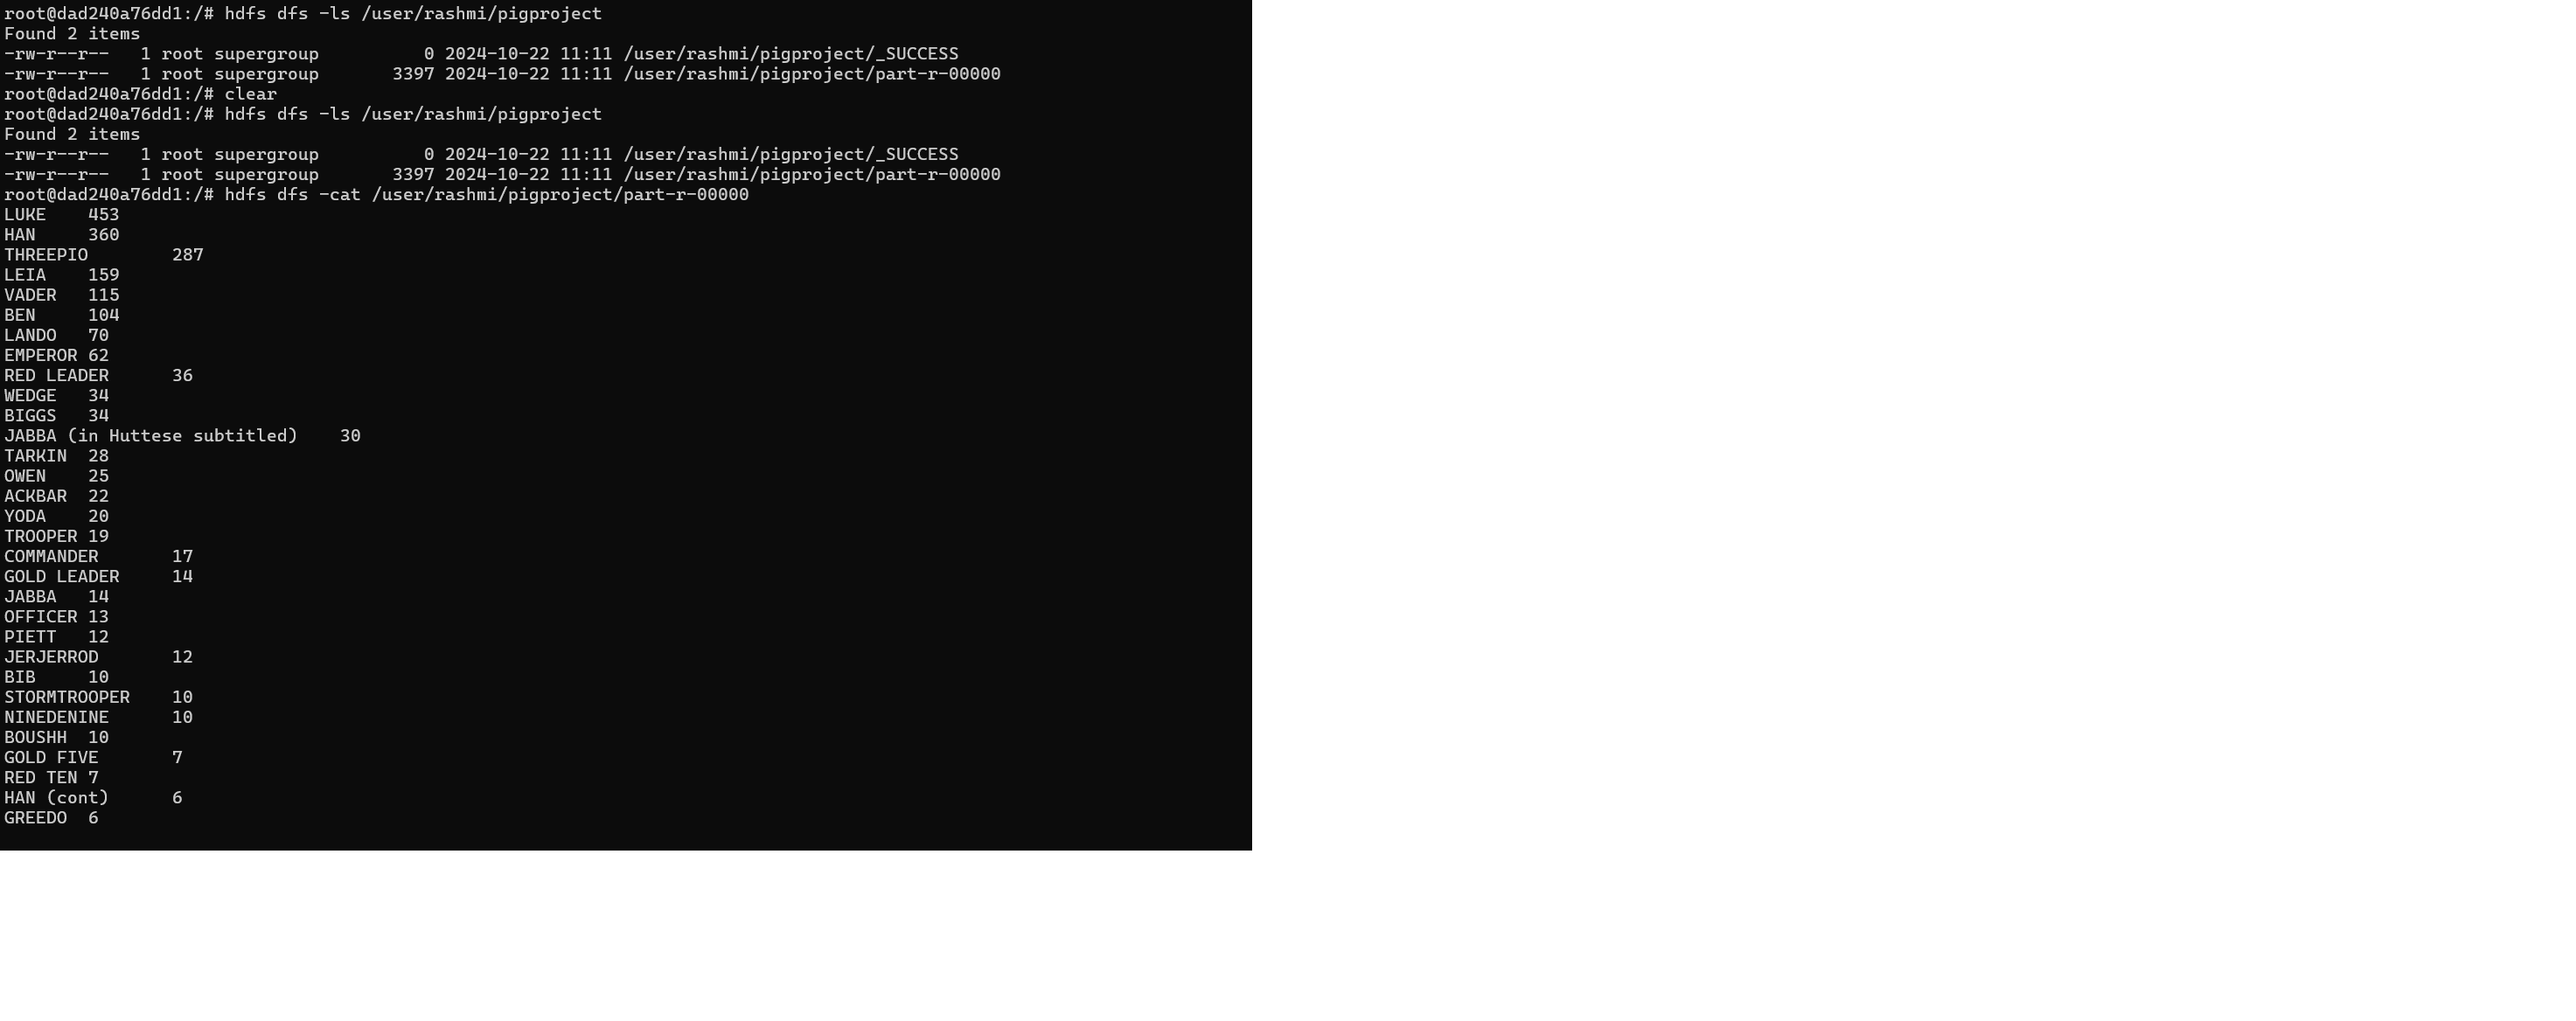 root@dad240a76dd1:/# hdfs dfs -ls /user/rashmi/pigproject
Found 2 items
-rw-r--r--   1 root supergroup          0 2024-10-22 11:11 /user/rashmi/pigproject/_SUCCESS
-rw-r--r--   1 root supergroup       3397 2024-10-22 11:11 /user/rashmi/pigproject/part-r-00000
root@dad240a76dd1:/# clear
root@dad240a76dd1:/# hdfs dfs -ls /user/rashmi/pigproject
Found 2 items
-rw-r--r--   1 root supergroup          0 2024-10-22 11:11 /user/rashmi/pigproject/_SUCCESS
-rw-r--r--   1 root supergroup       3397 2024-10-22 11:11 /user/rashmi/pigproject/part-r-00000
root@dad240a76dd1:/# hdfs dfs -cat /user/rashmi/pigproject/part-r-00000
LUKE    453
HAN     360
THREEPIO        287
LEIA    159
VADER   115
BEN     104
LANDO   70
EMPEROR 62
RED LEADER      36
WEDGE   34
BIGGS   34
JABBA (in Huttese subtitled)    30
TARKIN  28
OWEN    25
ACKBAR  22
YODA    20
TROOPER 19
COMMANDER       17
GOLD LEADER     14
JABBA   14
OFFICER 13
PIETT   12
JERJERROD       12
BIB     10
STORMTROOPER    10
NINEDENINE      10
BOUSHH  10
GOLD FIVE       7
RED TEN 7
HAN (cont)      6
GREEDO  6